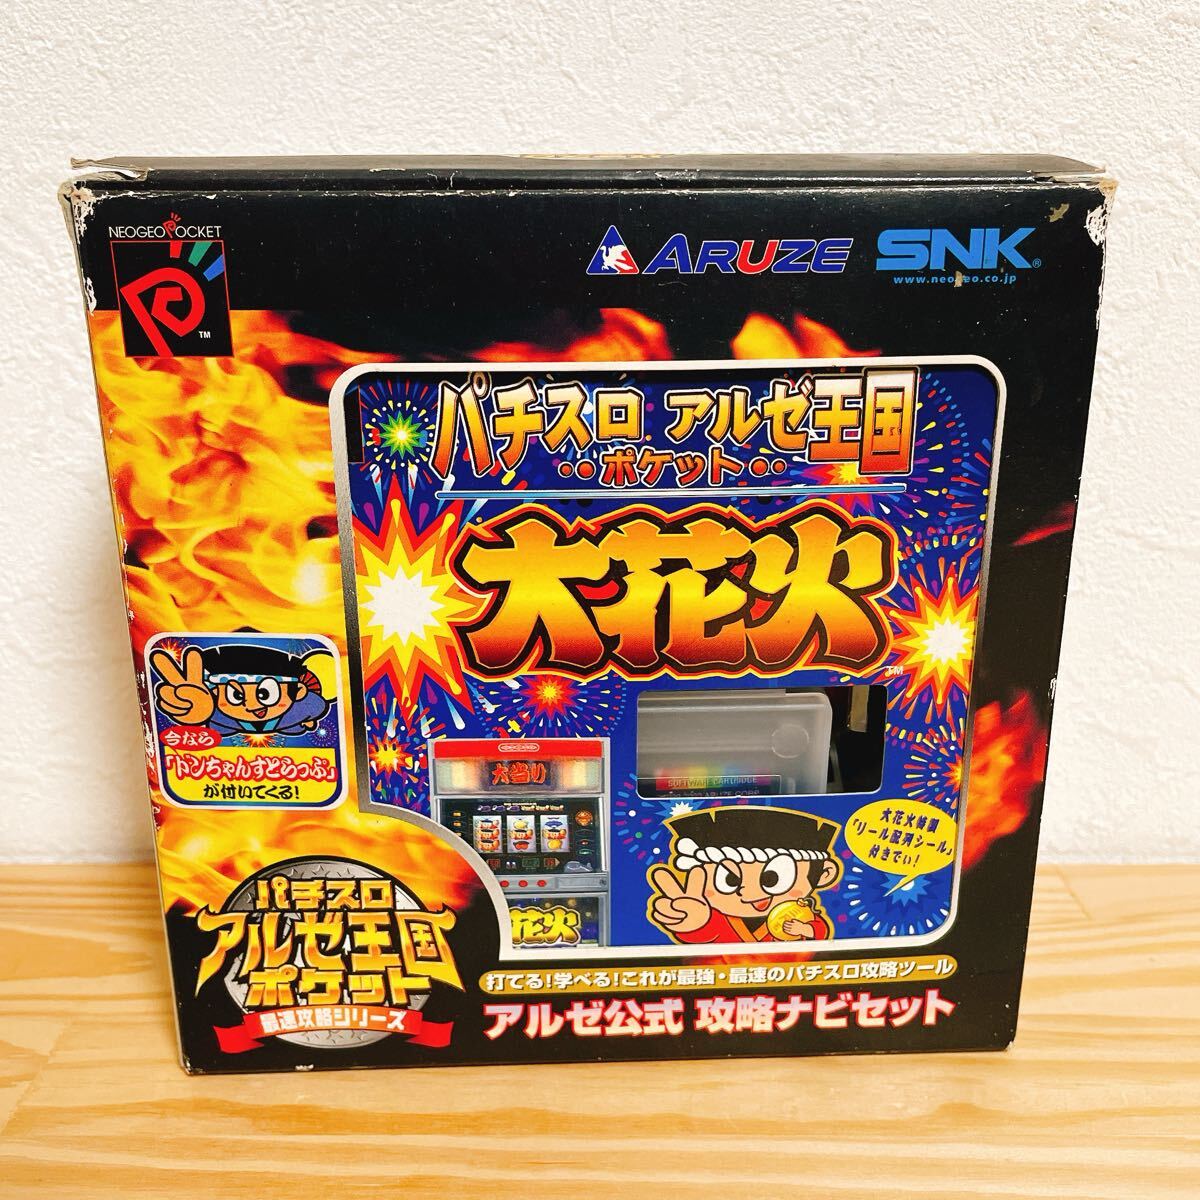 NEOGEO POCKET
TM
ARUZE
SNK®
www.neogeo.co.jp
パチスロ アルゼ王国
・・ポケット・・
大花火
TM
SOFTWARE CARTRIDGE
ARUZE CORP.
今なら
「ドンちゃんすとらっぷ」
が付いてくる!
大当り
大花火
「リール配列シール」
付きでぃ!
花火
パチスロ
アルゼ王国
ポケット
最速攻略シリーズ
打てる!学べる!これが最強・最速のパチスロ攻略ツール
アルゼ公式 攻略ナビセット